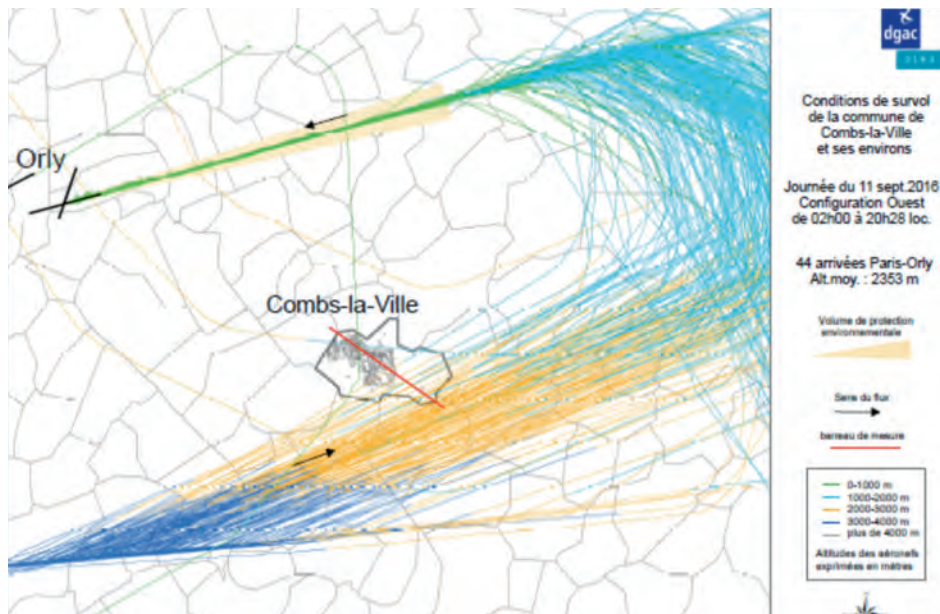 dgac
Conditions de survol
de la commune de
Combs-la-Ville
et ses environs
Journée du 11 sept.2016
Configuration Ouest
de 02h00 à 20h28 loc.
44 arrivées Paris-Orly
Alt.moy. : 2353 m
Volume de protection
environnementale
Sens du flux
barreau de mesure
0-1000 m
1000-2000 m
2000-3000 m
3000-4000 m
plus de 4000 m
Altitudes des aéronefs
exprimées en mètres
Orly
Combs-la-Ville